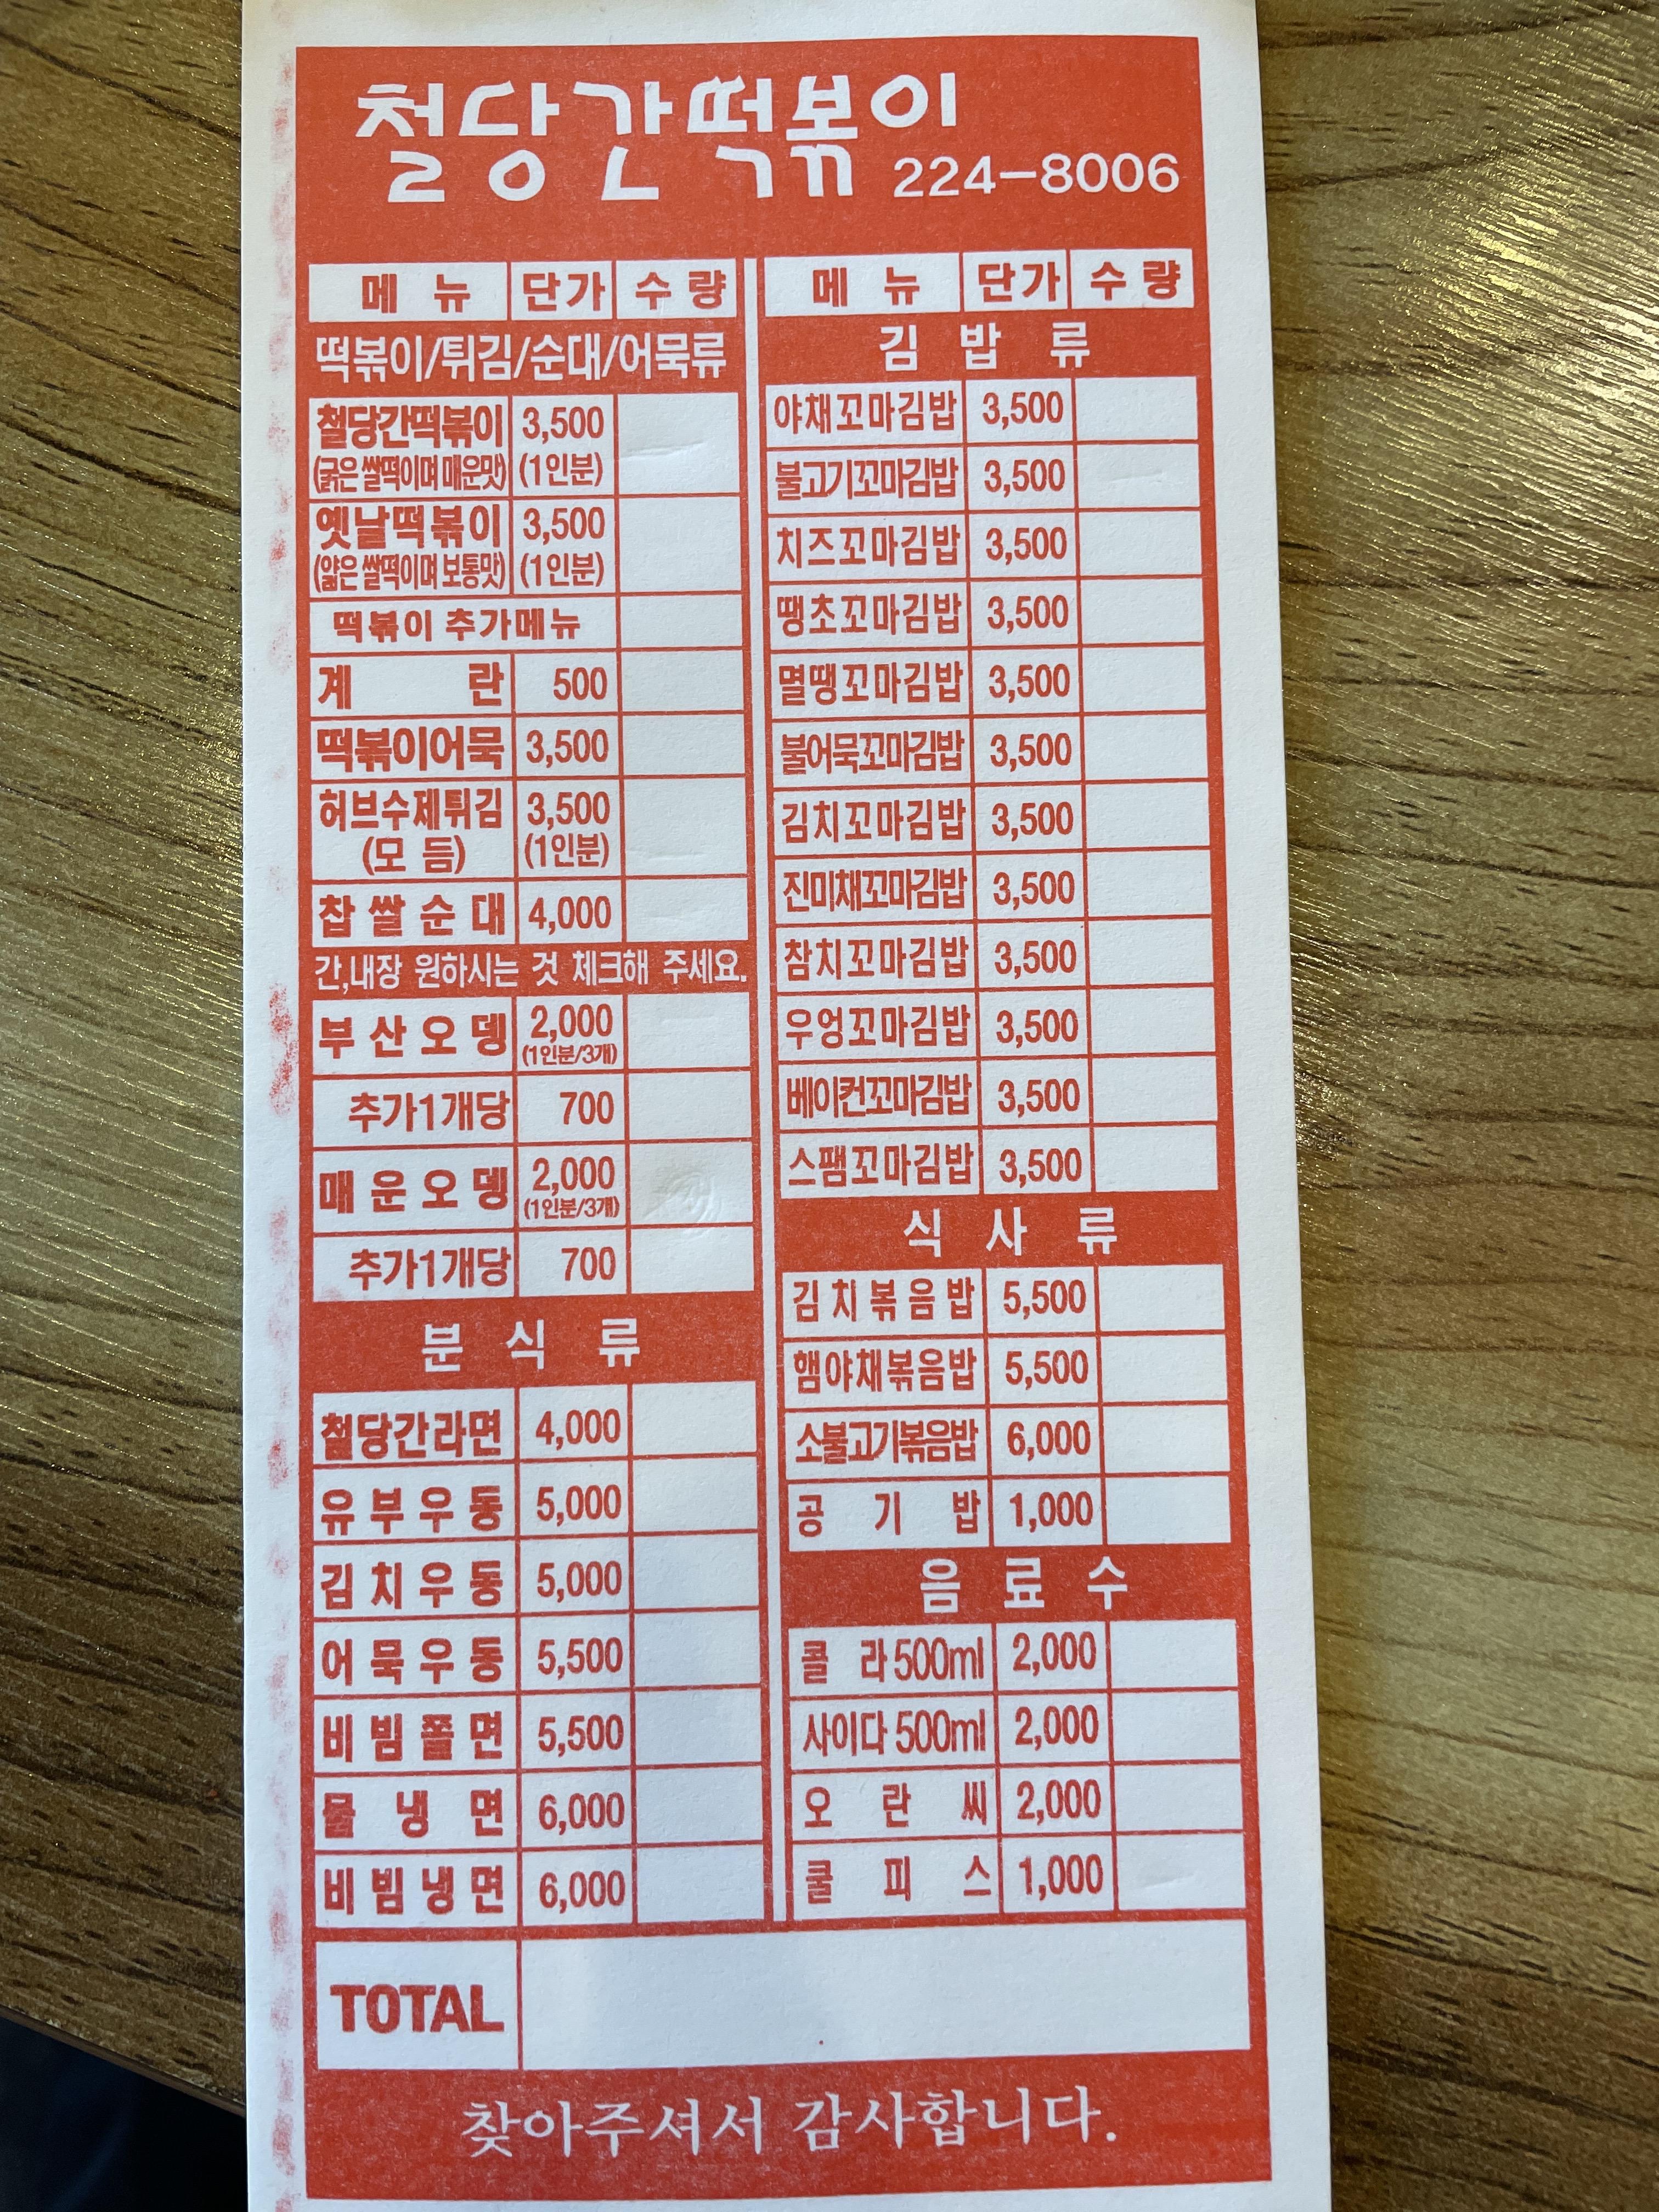 철당간떡볶이
224-8006
메 뉴 단가 수 량
떡볶이/튀김/순대/어묵류
철당간떡볶이 3,500
(굵은 쌀떡이며 매운맛) (1인분)
옛날떡볶이 3,500
(얇은 쌀떡이며 보통맛) (1인분)
떡볶이 추가메뉴
계 란 500
떡볶이어묵 3,500
허브수제튀김 3,500
(모 듬) (1인분)
찹쌀순대 4,000
간,내장 원하시는 것 체크해 주세요.
부산오뎅 2,000
(1인분/3개)
추가1개당 700
매운오뎅 2,000
(1인분/3개)
추가1개당 700
분 식 류
철당간라면 4,000
유부우동 5,000
김치우동 5,000
어묵우동 5,500
비빔쫄면 5,500
물 냉 면 6,000
비빔냉면 6,000
메 뉴 단가 수 량
김 밥 류
야채꼬마김밥 3,500
불고기꼬마김밥 3,500
치즈꼬마김밥 3,500
땡초꼬마김밥 3,500
멸땡꼬마김밥 3,500
불어묵꼬마김밥 3,500
김치꼬마김밥 3,500
진미채꼬마김밥 3,500
참치꼬마김밥 3,500
우엉꼬마김밥 3,500
베이컨꼬마김밥 3,500
스팸꼬마김밥 3,500
식 사 류
김치볶음밥 5,500
햄야채볶음밥 5,500
소불고기볶음밥 6,000
공 기 밥 1,000
음 료 수
콜 라 500ml 2,000
사이다 500ml 2,000
오 란 씨 2,000
쿨 피 스 1,000
TOTAL
찾아주셔서 감사합니다.